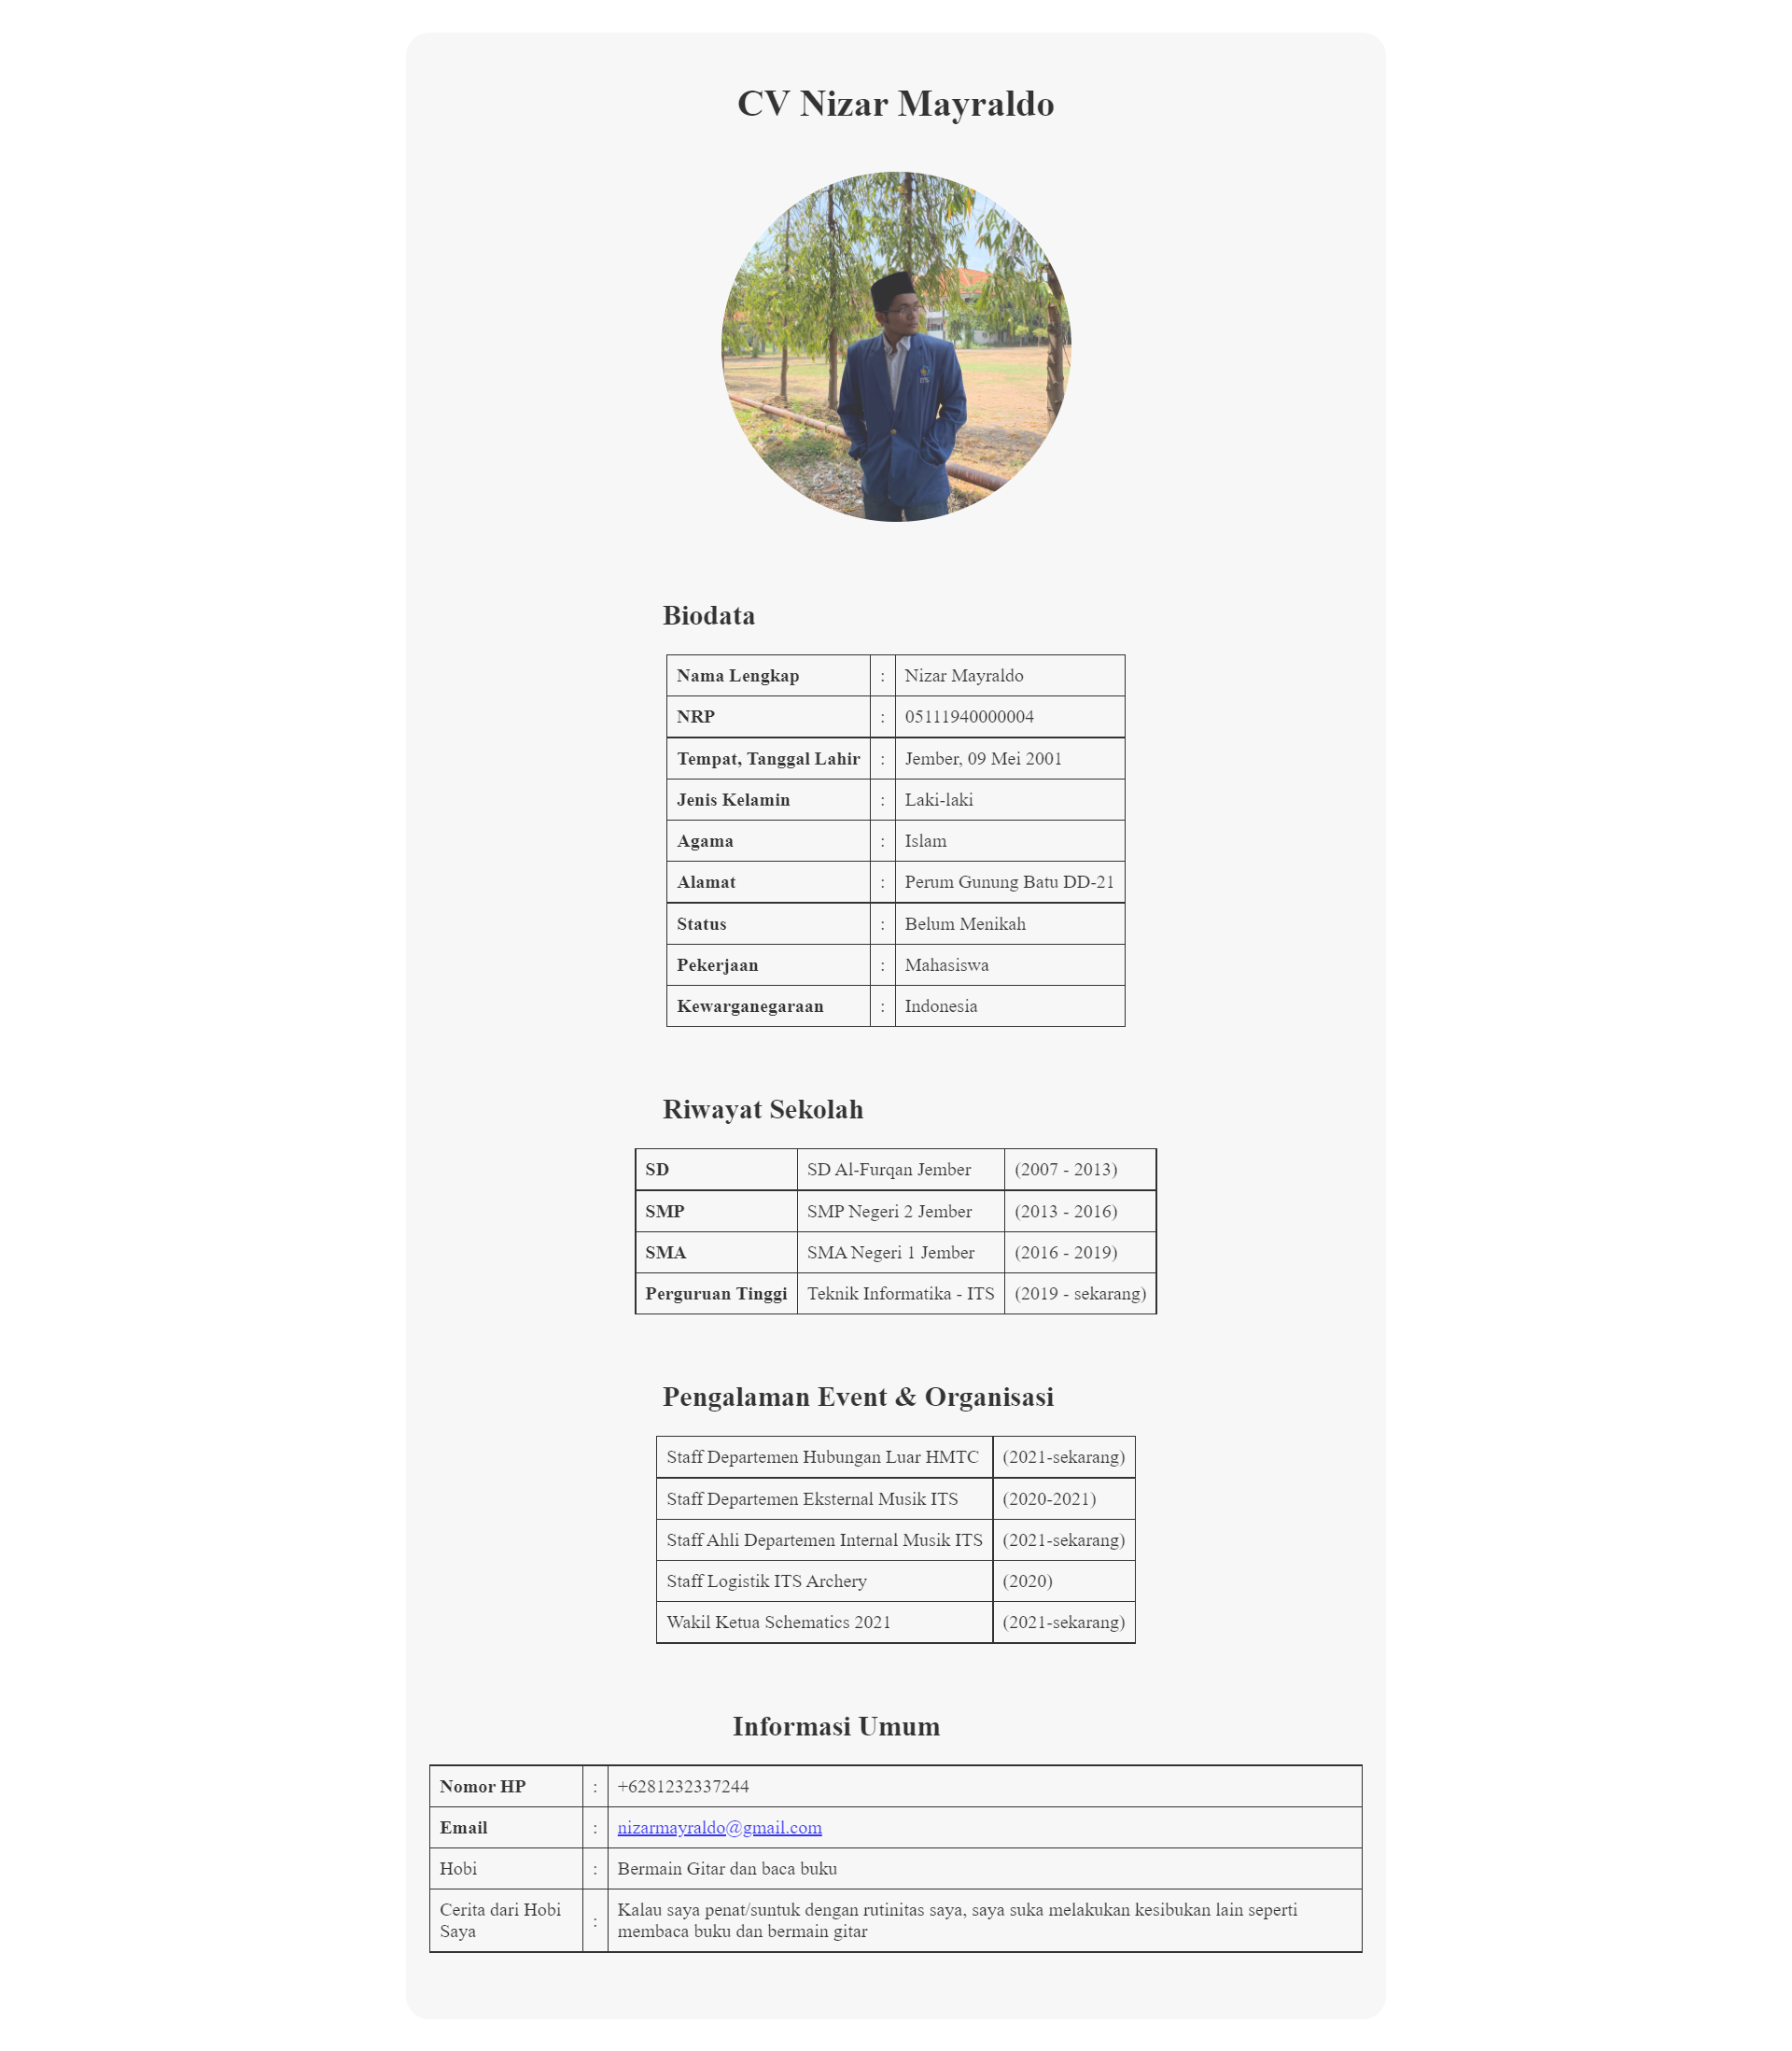 CV Nizar Mayraldo
ITS
Biodata
Nama Lengkap : Nizar Mayraldo
NRP : 05111940000004
Tempat, Tanggal Lahir : Jember, 09 Mei 2001
Jenis Kelamin : Laki-laki
Agama : Islam
Alamat : Perum Gunung Batu DD-21
Status : Belum Menikah
Pekerjaan : Mahasiswa
Kewarganegaraan : Indonesia
Riwayat Sekolah
SD SD Al-Furqan Jember (2007 - 2013)
SMP SMP Negeri 2 Jember (2013 - 2016)
SMA SMA Negeri 1 Jember (2016 - 2019)
Perguruan Tinggi Teknik Informatika - ITS (2019 - sekarang)
Pengalaman Event & Organisasi
Staff Departemen Hubungan Luar HMTC (2021-sekarang)
Staff Departemen Eksternal Musik ITS (2020-2021)
Staff Ahli Departemen Internal Musik ITS (2021-sekarang)
Staff Logistik ITS Archery (2020)
Wakil Ketua Schematics 2021 (2021-sekarang)
Informasi Umum
Nomor HP : +6281232337244
Email : nizarmayraldo@gmail.com
Hobi : Bermain Gitar dan baca buku
Cerita dari Hobi
Saya
:
Kalau saya penat/suntuk dengan rutinitas saya, saya suka melakukan kesibukan lain seperti
membaca buku dan bermain gitar